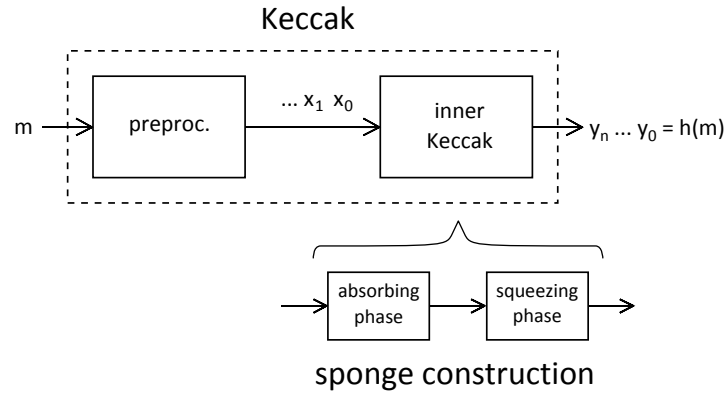 Keccak
m
preproc.
... x₁ x₀
inner
Keccak
yₙ ... y₀ = h(m)
absorbing
phase
squeezing
phase
sponge construction